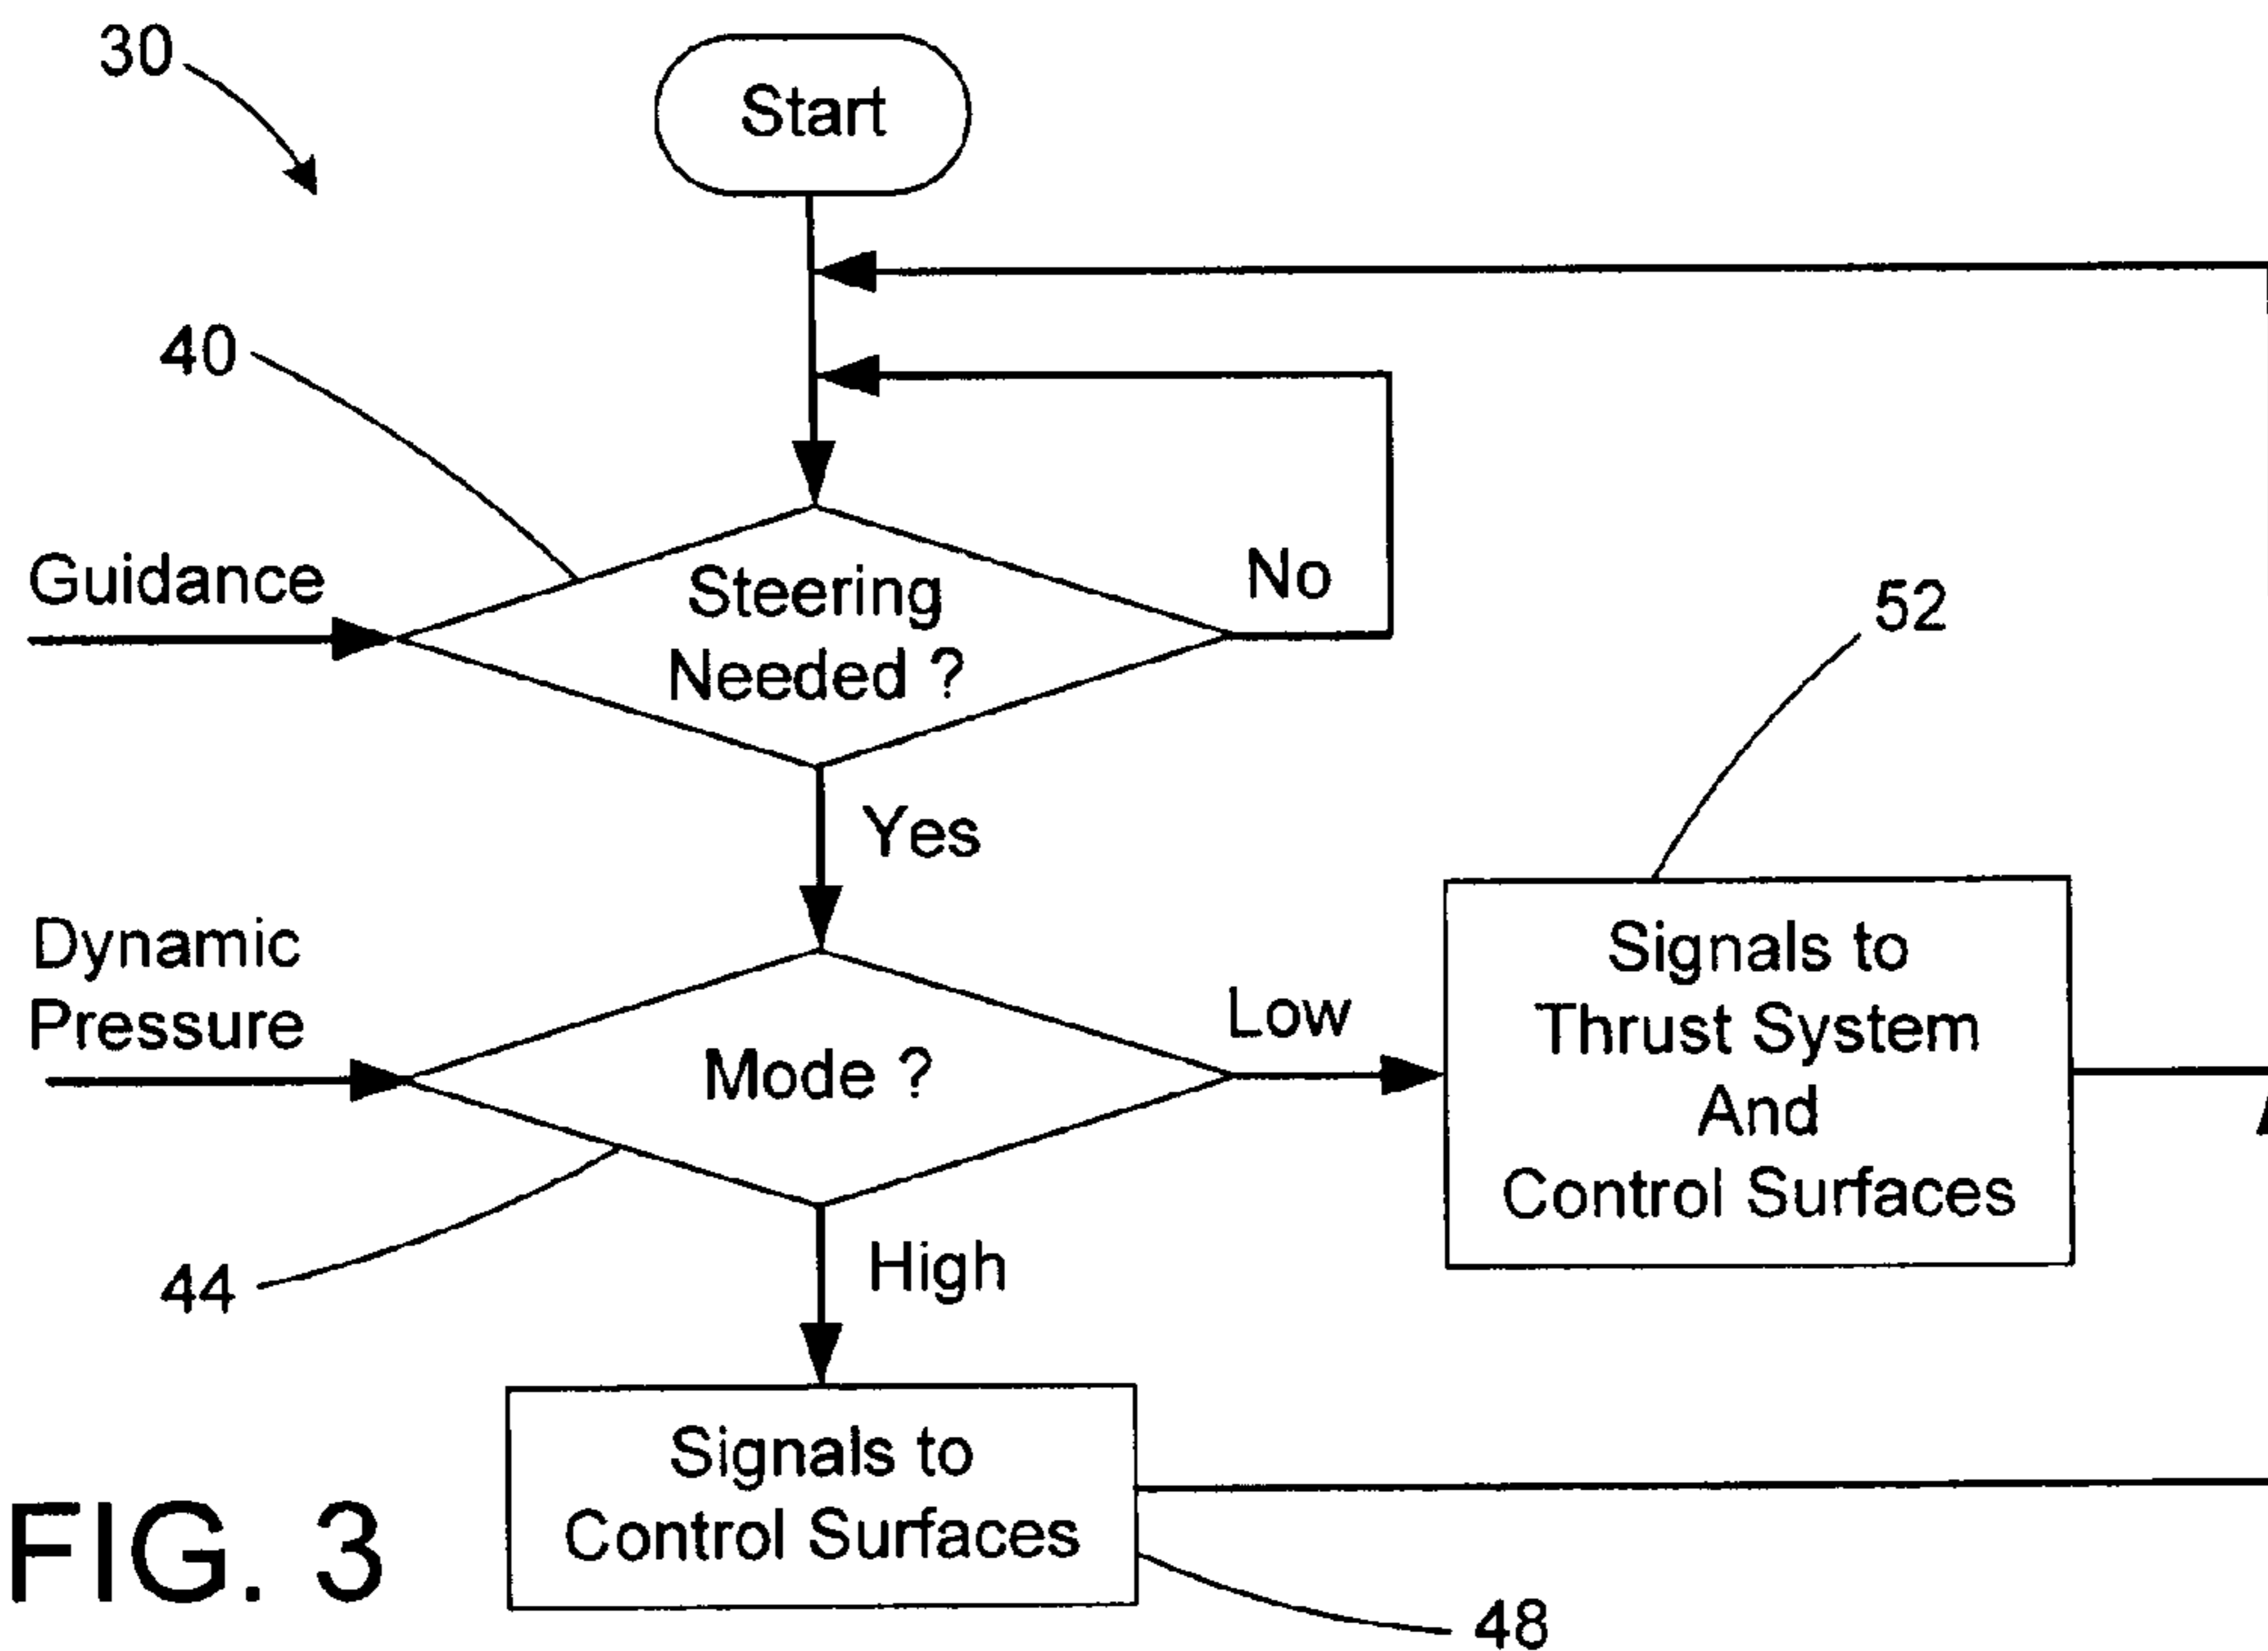 30
Start
40
Guidance
Steering
Needed ?
No
52
Yes
Dynamic
Pressure
Mode ?
Low
Signals to
Thrust System
And
Control Surfaces
44
High
Signals to
Control Surfaces
FIG. 3
48